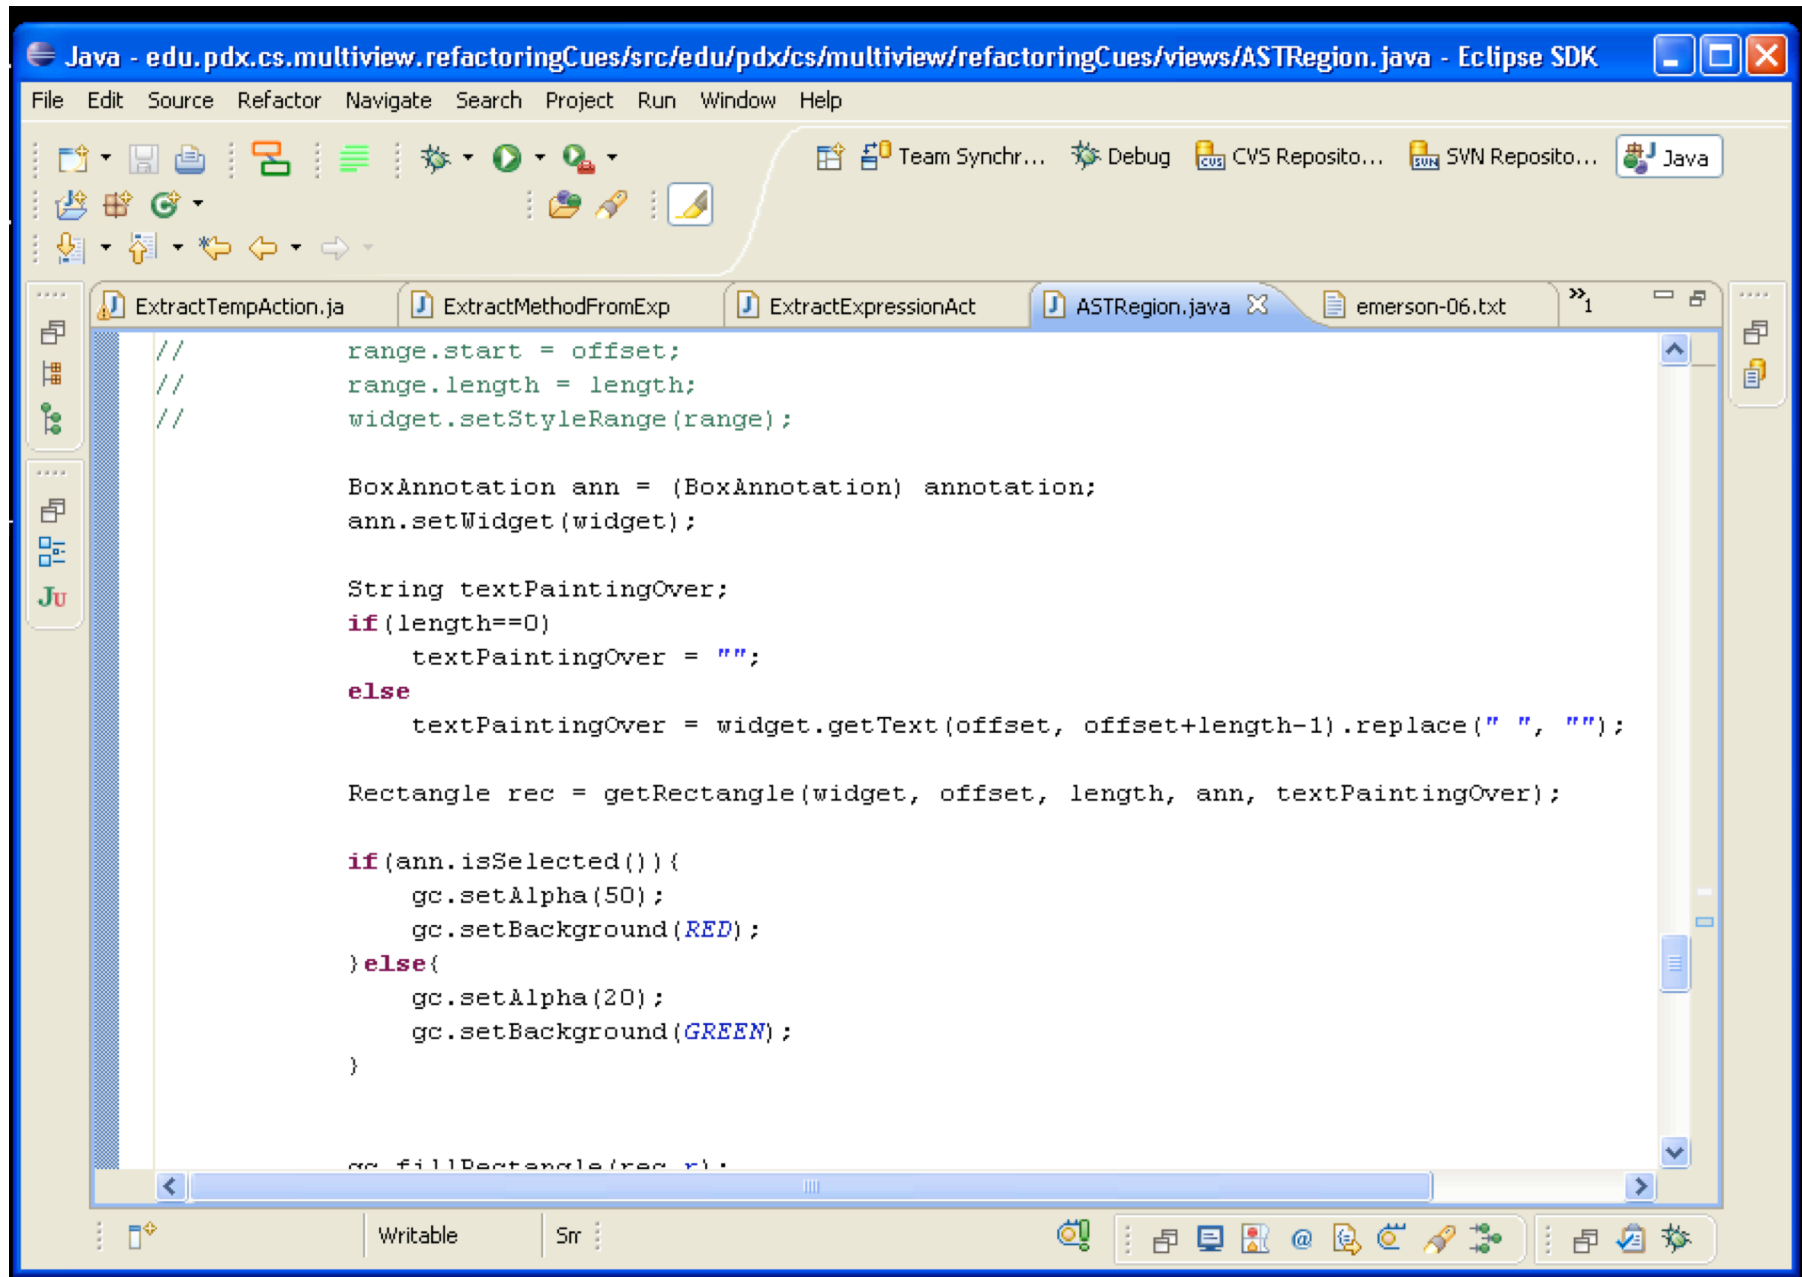 Java - edu.pdx.cs.multiview.refactoringCues/src/edu/pdx/cs/multiview/refactoringCues/views/ASTRegion.java - Eclipse SDK
File Edit Source Refactor Navigate Search Project Run Window Help
Team Synchr... Debug CVS Reposito... SVN Reposito... Java
ExtractTempAction.ja ExtractMethodFromExp ExtractExpressionAct ASTRegion.java emerson-06.txt »1
// range.start = offset;
// range.length = length;
// widget.setStyleRange(range);
BoxAnnotation ann = (BoxAnnotation) annotation;
ann.setWidget(widget);
String textPaintingOver;
if(length==0)
textPaintingOver = "";
else
textPaintingOver = widget.getText(offset, offset+length-1).replace(" ", "");
Rectangle rec = getRectangle(widget, offset, length, ann, textPaintingOver);
if(ann.isSelected()){
gc.setAlpha(50);
gc.setBackground(RED);
}else{
gc.setAlpha(20);
gc.setBackground(GREEN);
}
gc.fillRectangle(rec.r);
Writable Sm